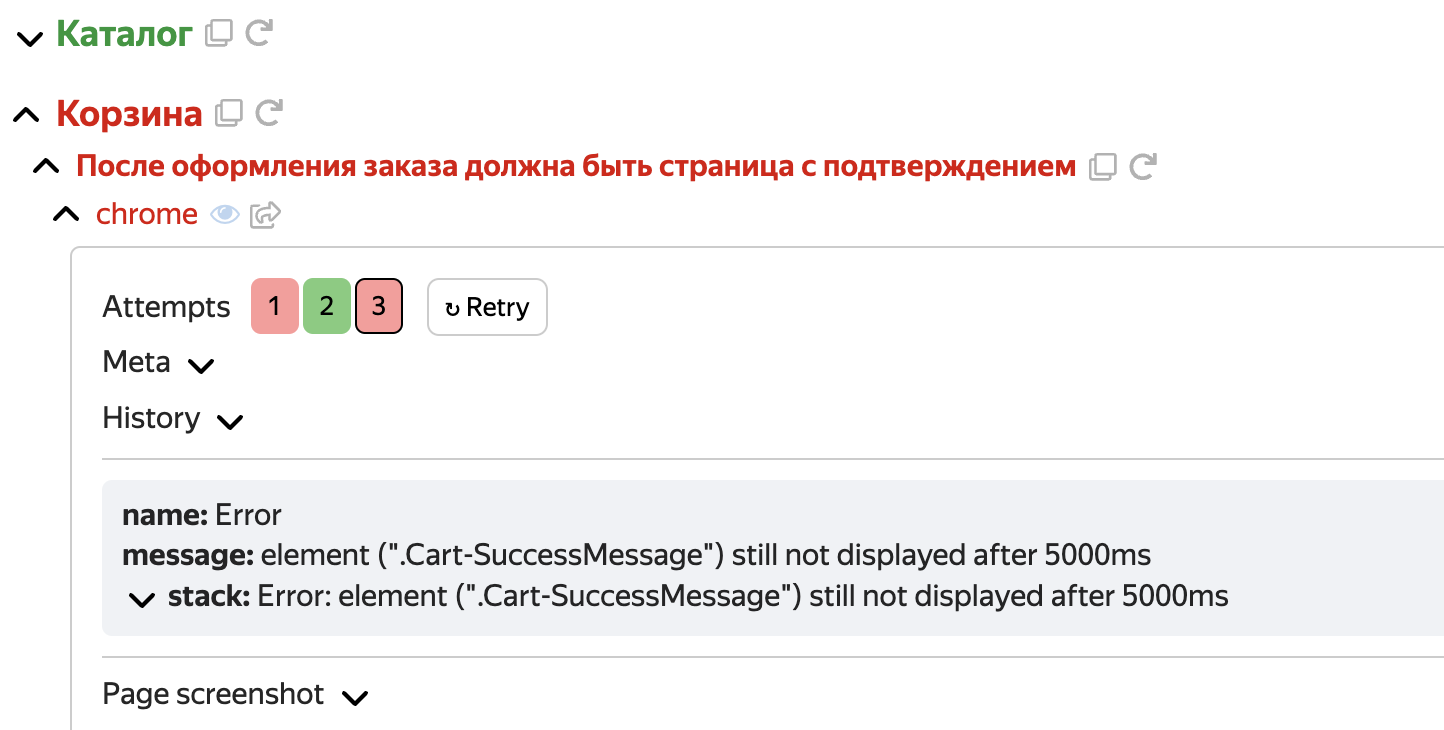 Каталог
Корзина
После оформления заказа должна быть страница с подтверждением
chrome
Attempts 1 2 3 ↻ Retry
Meta
History
name: Error
message: element (".Cart-SuccessMessage") still not displayed after 5000ms
stack: Error: element (".Cart-SuccessMessage") still not displayed after 5000ms
Page screenshot